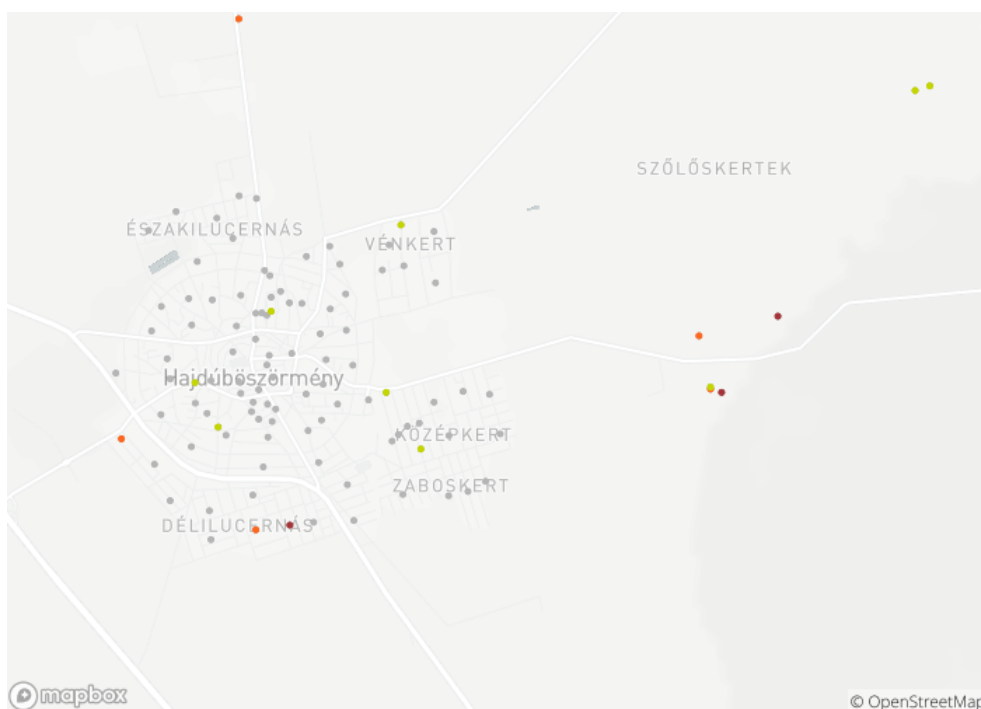 SZŐLŐSKERTEK
ÉSZAKILUCERNÁS
VÉNKERT
Hajdúböszörmény
KÖZÉPKERT
ZABOSKERT
DÉLILUCERNÁS
mapbox
© OpenStreetMap